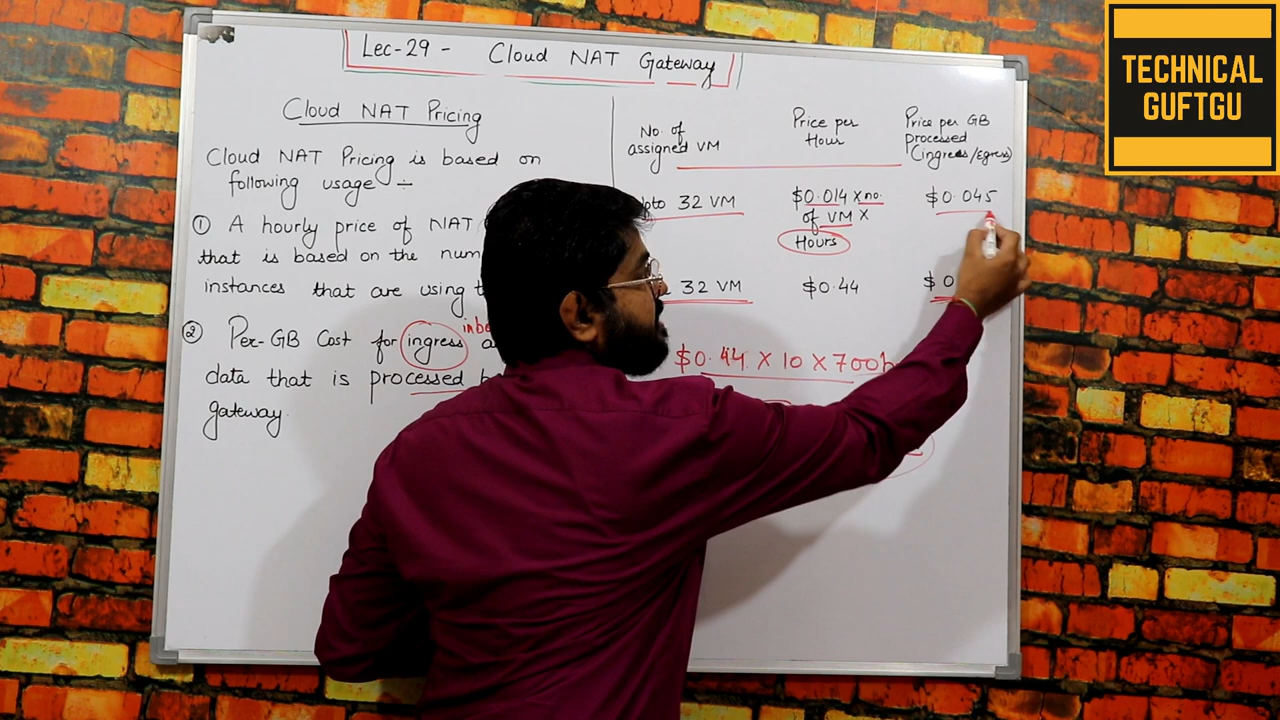 Lec-29 - Cloud NAT Gateway
TECHNICAL
GUFTGU
Cloud NAT Pricing
Cloud NAT Pricing is based on
following usage ÷
① A hourly price of NAT
that is based on the
instances that are using
② Per-GB Cost for ingress
data that is processed
gateway.
No. of
assigned VM
Price per
Hour
Price per GB
processed
(ingress/egress)
32 VM
$0.014 × no.
of VM ×
Hours
$0.045
32 VM
$0.44
$0
$0.44 × 10 × 700